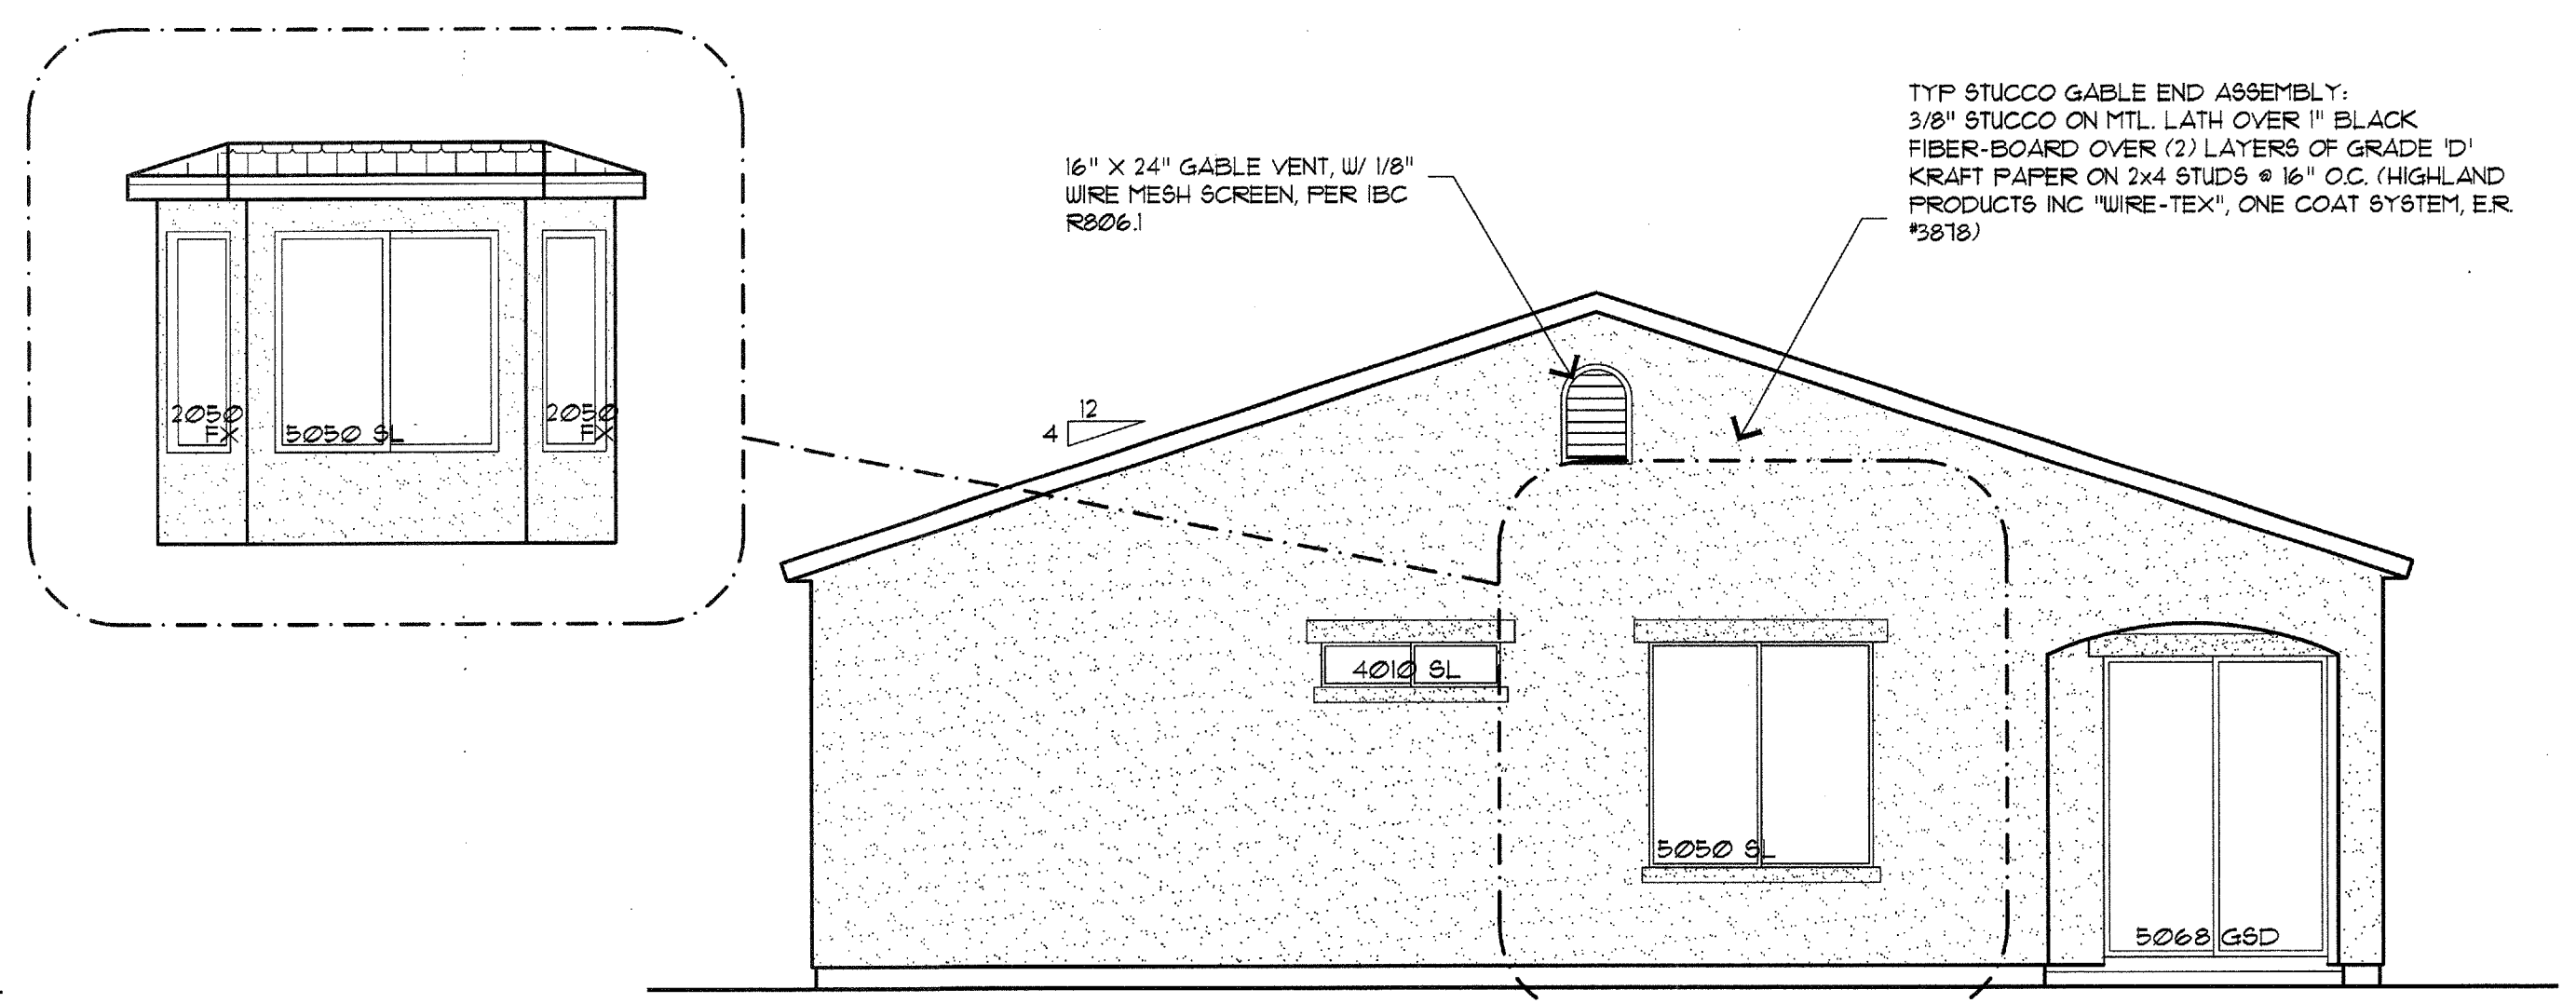 TYP STUCCO GABLE END ASSEMBLY:
3/8" STUCCO ON MTL. LATH OVER 1" BLACK
FIBER-BOARD OVER (2) LAYERS OF GRADE 'D'
KRAFT PAPER ON 2x4 STUDS @ 16" O.C. (HIGHLAND
PRODUCTS INC "WIRE-TEX", ONE COAT SYSTEM, E.R.
#3878)
16" X 24" GABLE VENT, W/ 1/8"
WIRE MESH SCREEN, PER IBC
R806.1
2050
FX
5050 SL
2050
FX
12
4
4010 SL
5050 SL
5068 GSD